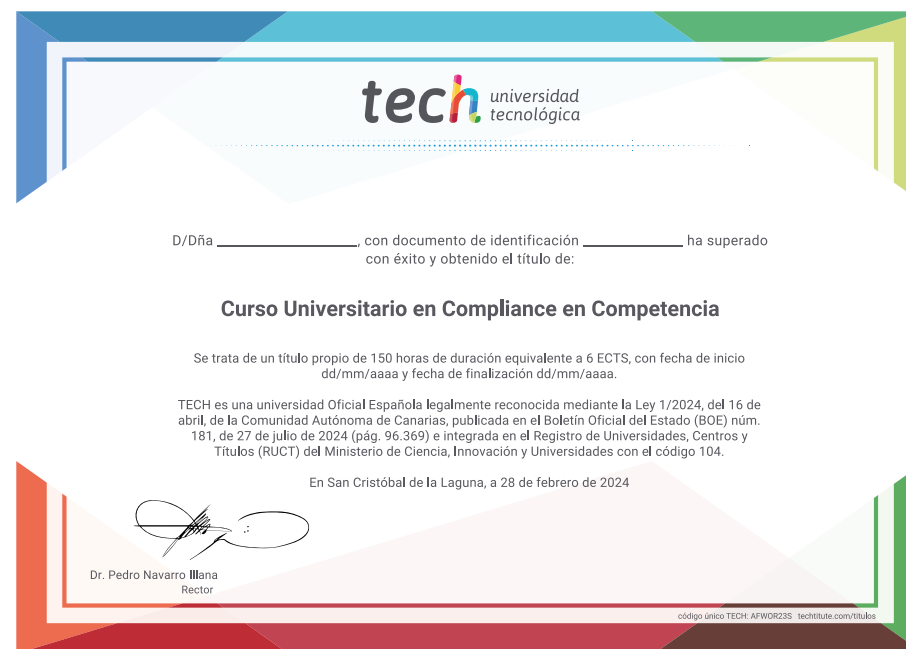 tech universidad
tecnológica
D/Dña ____________________, con documento de identificación ______________ ha superado
con éxito y obtenido el título de:
Curso Universitario en Compliance en Competencia
Se trata de un título propio de 150 horas de duración equivalente a 6 ECTS, con fecha de inicio
dd/mm/aaaa y fecha de finalización dd/mm/aaaa.
TECH es una universidad Oficial Española legalmente reconocida mediante la Ley 1/2024, del 16 de
abril, de la Comunidad Autónoma de Canarias, publicada en el Boletín Oficial del Estado (BOE) núm.
181, de 27 de julio de 2024 (pág. 96.369) e integrada en el Registro de Universidades, Centros y
Títulos (RUCT) del Ministerio de Ciencia, Innovación y Universidades con el código 104.
En San Cristóbal de la Laguna, a 28 de febrero de 2024
Dr. Pedro Navarro Illana
Rector
código único TECH: AFWOR23S techtitute.com/titulos